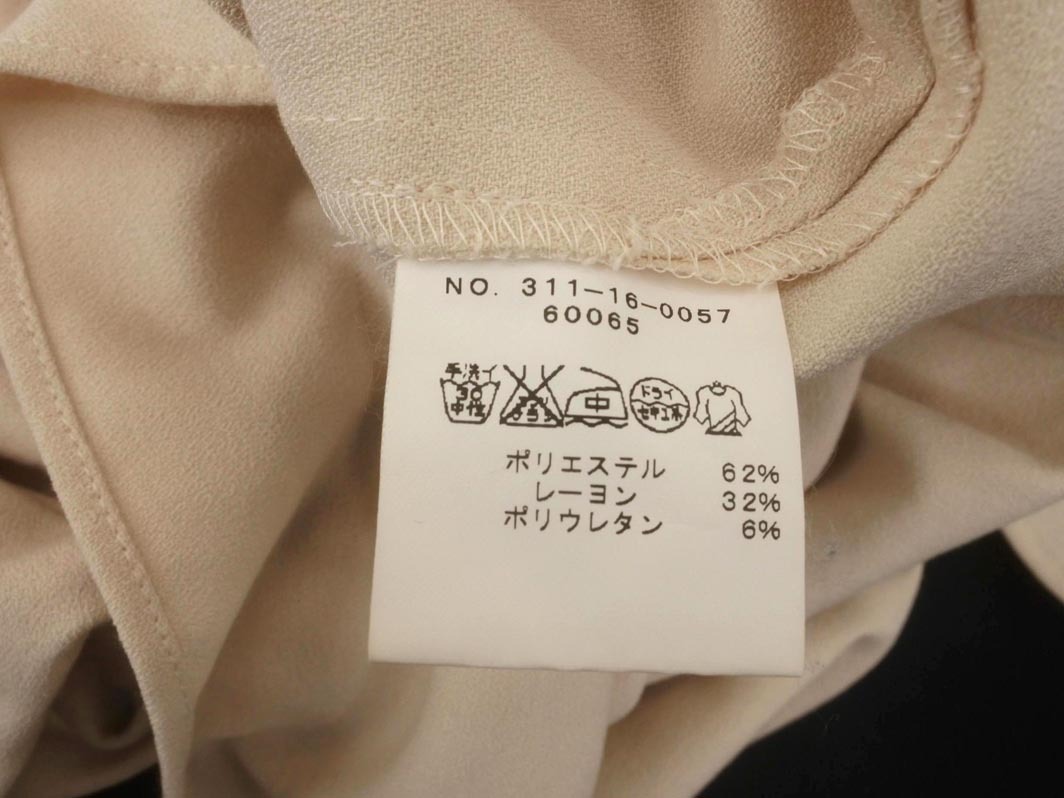 NO. 311-16-0057
60065
手洗イ
30 中 ドライ
中性 セキユ系
ポリエステル 62%
レーヨン 32%
ポリウレタン 6%